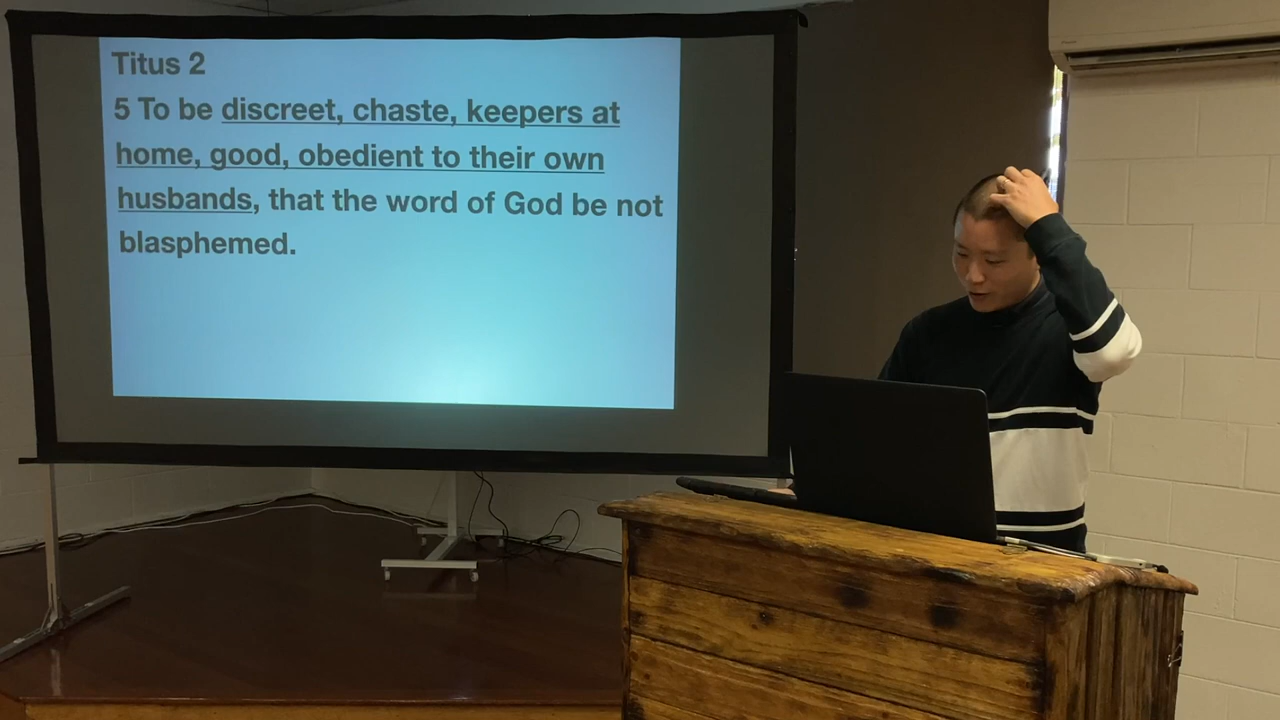 Titus 2
5 To be discreet, chaste, keepers at
home, good, obedient to their own
husbands, that the word of God be not
blasphemed.